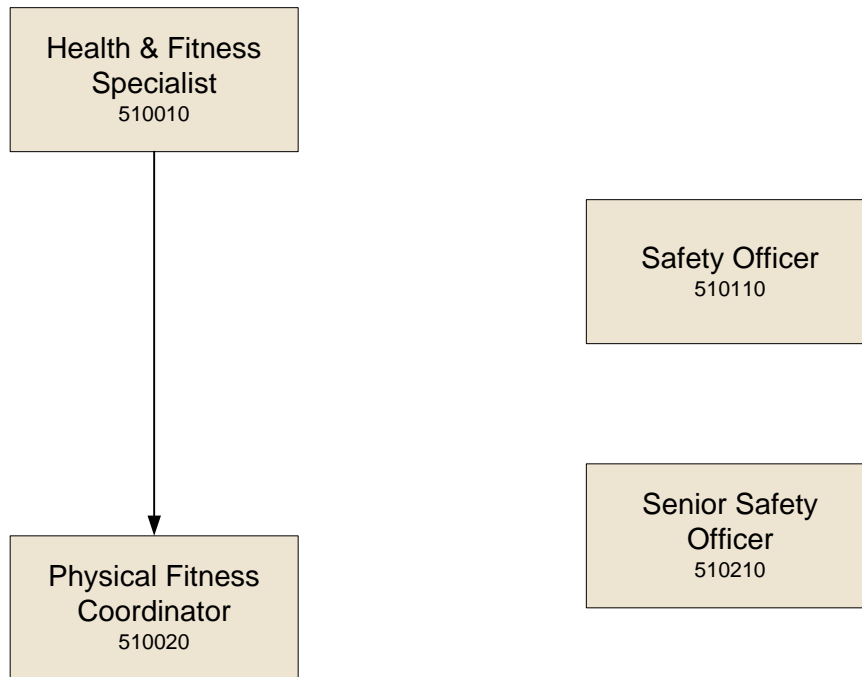 Health & Fitness
Specialist
510010
Safety Officer
510110
Senior Safety
Officer
510210
Physical Fitness
Coordinator
510020